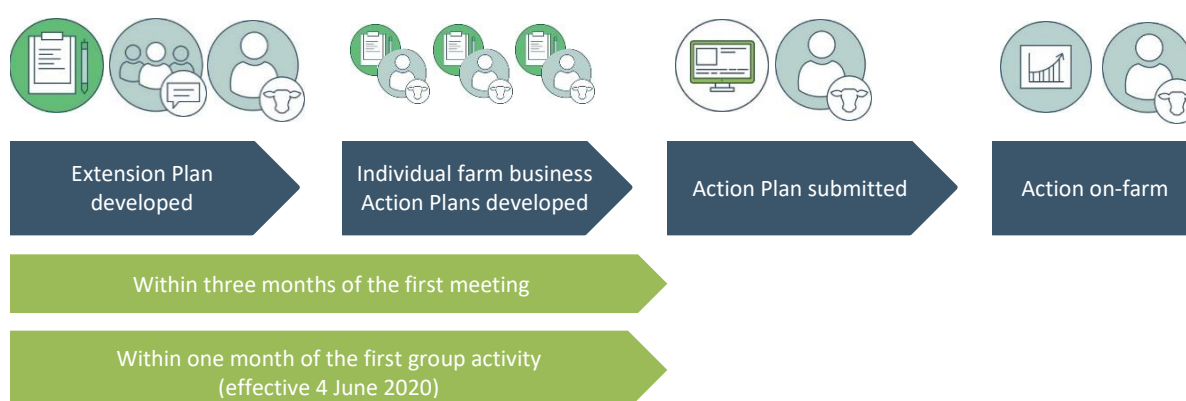 Extension Plan
developed
Individual farm business
Action Plans developed
Action Plan submitted
Action on-farm
Within three months of the first meeting
Within one month of the first group activity
(effective 4 June 2020)